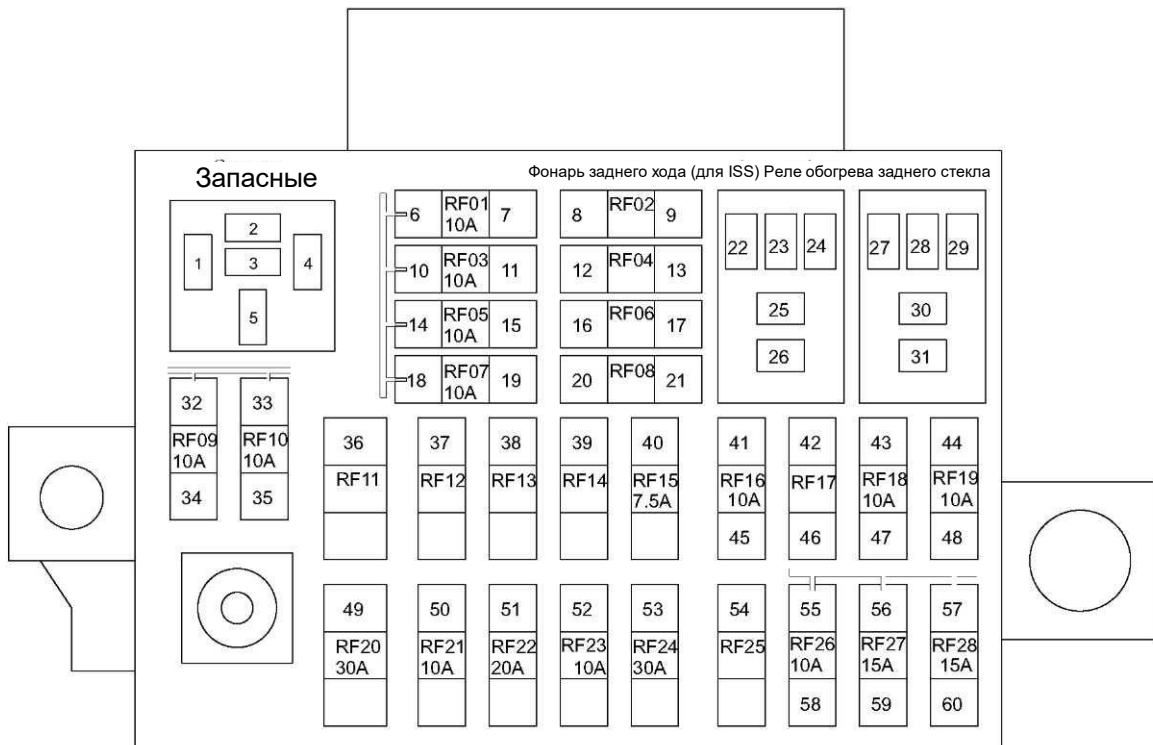 Запасные
Фонарь заднего хода (для ISS) Реле обогрева заднего стекла
1
2
3
4
5
6 RF01 10A 7
8 RF02 9
10 RF03 10A 11
12 RF04 13
14 RF05 10A 15
16 RF06 17
18 RF07 10A 19
20 RF08 21
22 23 24
25
26
27 28 29
30
31
32 33
RF09 RF10
10A 10A
34 35
36 37 38 39 40 41 42 43 44
RF11 RF12 RF13 RF14 RF15 RF16 RF17 RF18 RF19
7.5A 10A 10A 10A
45 46 47 48
49 50 51 52 53 54 55 56 57
RF20 RF21 RF22 RF23 RF24 RF25 RF26 RF27 RF28
30A 10A 20A 10A 30A 10A 15A 15A
58 59 60